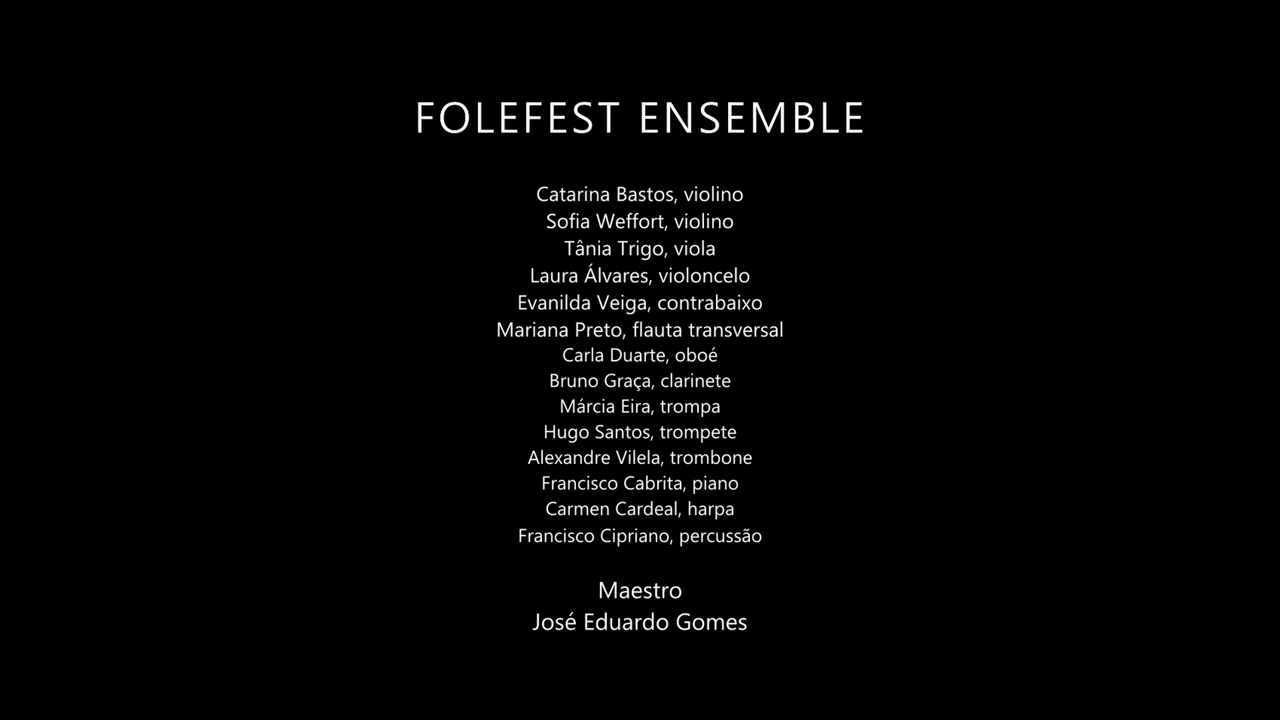 FOLEFEST ENSEMBLE
Catarina Bastos, violino
Sofia Weffort, violino
Tânia Trigo, viola
Laura Álvares, violoncelo
Evanilda Veiga, contrabaixo
Mariana Preto, flauta transversal
Carla Duarte, oboé
Bruno Graça, clarinete
Márcia Eira, trompa
Hugo Santos, trompete
Alexandre Vilela, trombone
Francisco Cabrita, piano
Carmen Cardeal, harpa
Francisco Cipriano, percussão
Maestro
José Eduardo Gomes